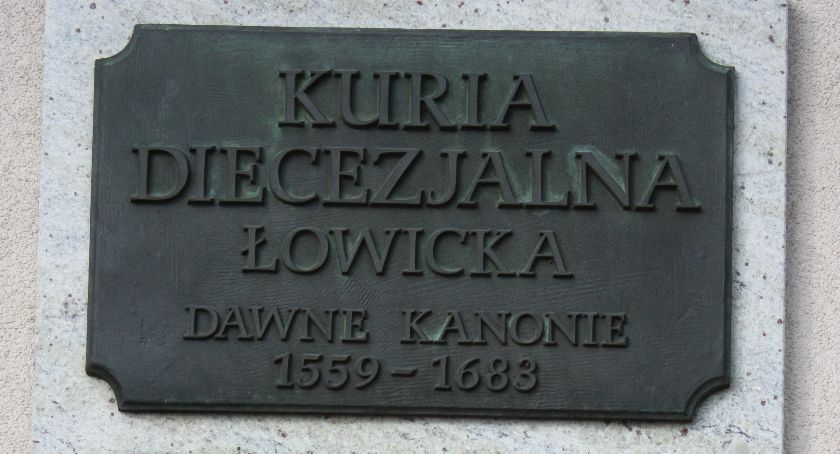 KURIA
DIECEZJALNA
ŁOWICKA
DAWNE KANONIE
1559 – 1683